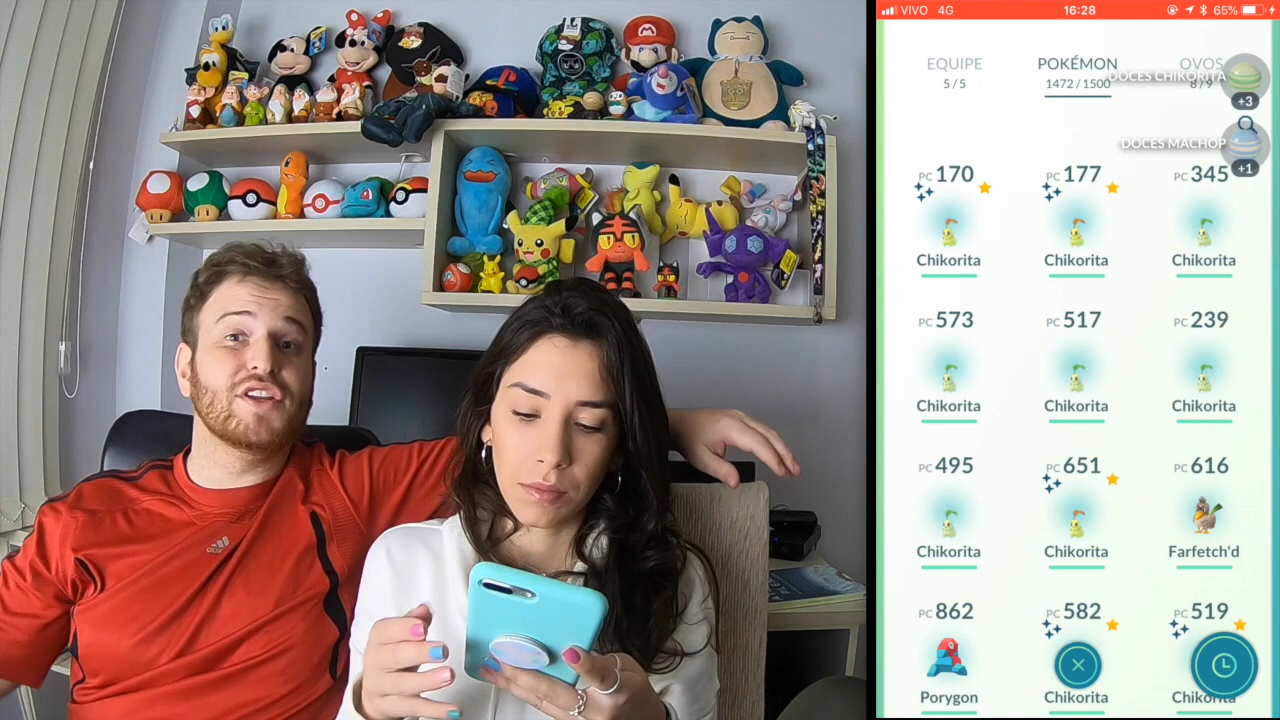 VIVO 4G 16:28 65%
EQUIPE POKÉMON OVOS
5/5 1472 / 1500 8/9
DOCES CHIKORITA
+3
DOCES MACHOP
+1
PC 170 PC 177 PC 345
Chikorita Chikorita Chikorita
PC 573 PC 517 PC 239
Chikorita Chikorita Chikorita
PC 495 PC 651 PC 616
Chikorita Chikorita Farfetch'd
PC 862 PC 582 PC 519
Porygon Chikorita Chikorita